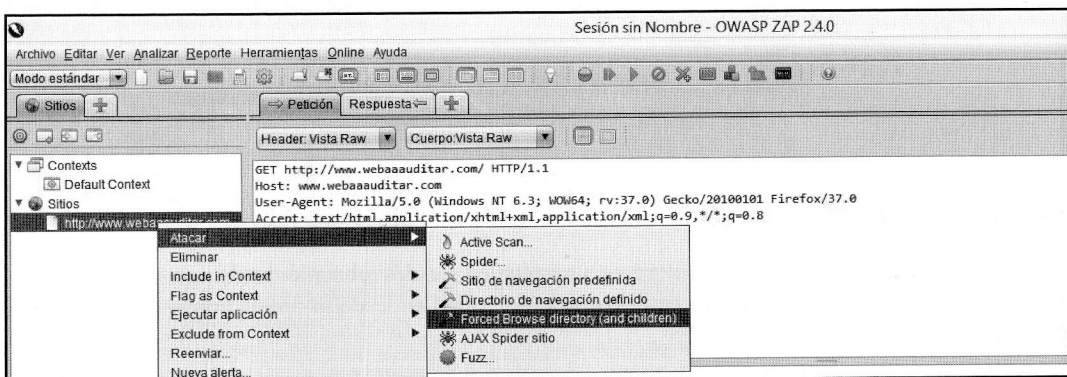 Sesión sin Nombre - OWASP ZAP 2.4.0
Archivo Editar Ver Analizar Reporte Herramientas Online Ayuda
Modo estándar
Sitios
Petición Respuesta
Header: Vista Raw Cuerpo:Vista Raw
Contexts
Default Context
Sitios
GET http://www.webaaauditar.com/ HTTP/1.1
Host: www.webaaauditar.com
User-Agent: Mozilla/5.0 (Windows NT 6.3; WOW64; rv:37.0) Gecko/20100101 Firefox/37.0
Accept: text/html,application/xhtml+xml,application/xml;q=0.9,*/*;q=0.8
Atacar
Eliminar
Include in Context
Flag as Context
Ejecutar aplicación
Exclude from Context
Reenviar...
Nueva alerta...
Active Scan...
Spider...
Sitio de navegación predefinida
Directorio de navegación definido
Forced Browse directory (and children)
AJAX Spider sitio
Fuzz...